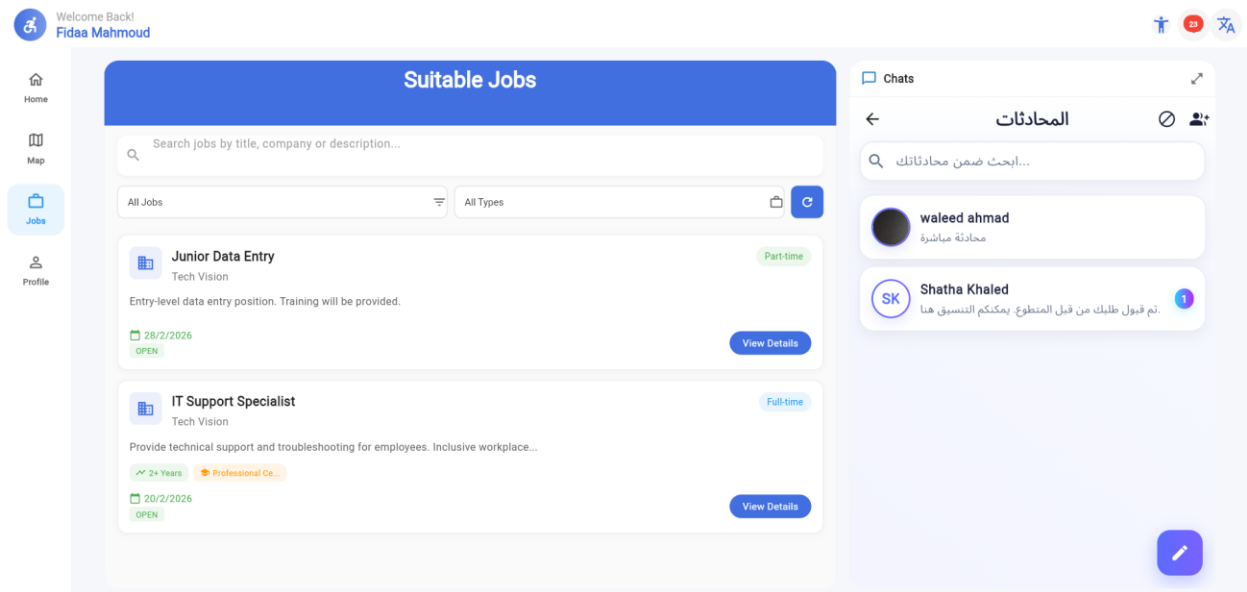 Welcome Back!
Fidaa Mahmoud
23
Home
Map
Jobs
Profile
Suitable Jobs
Search jobs by title, company or description...
All Jobs
All Types
Junior Data Entry
Part-time
Tech Vision
Entry-level data entry position. Training will be provided.
28/2/2026
OPEN
View Details
IT Support Specialist
Full-time
Tech Vision
Provide technical support and troubleshooting for employees. Inclusive workplace...
2+ Years
Professional Ce...
20/2/2026
OPEN
View Details
Chats
المحادثات
ابحث ضمن محادثاتك...
waleed ahmad
محادثة مباشرة
SK
Shatha Khaled
تم قبول طلبك من قبل المتطوع. يمكنكم التنسيق هنا.
1